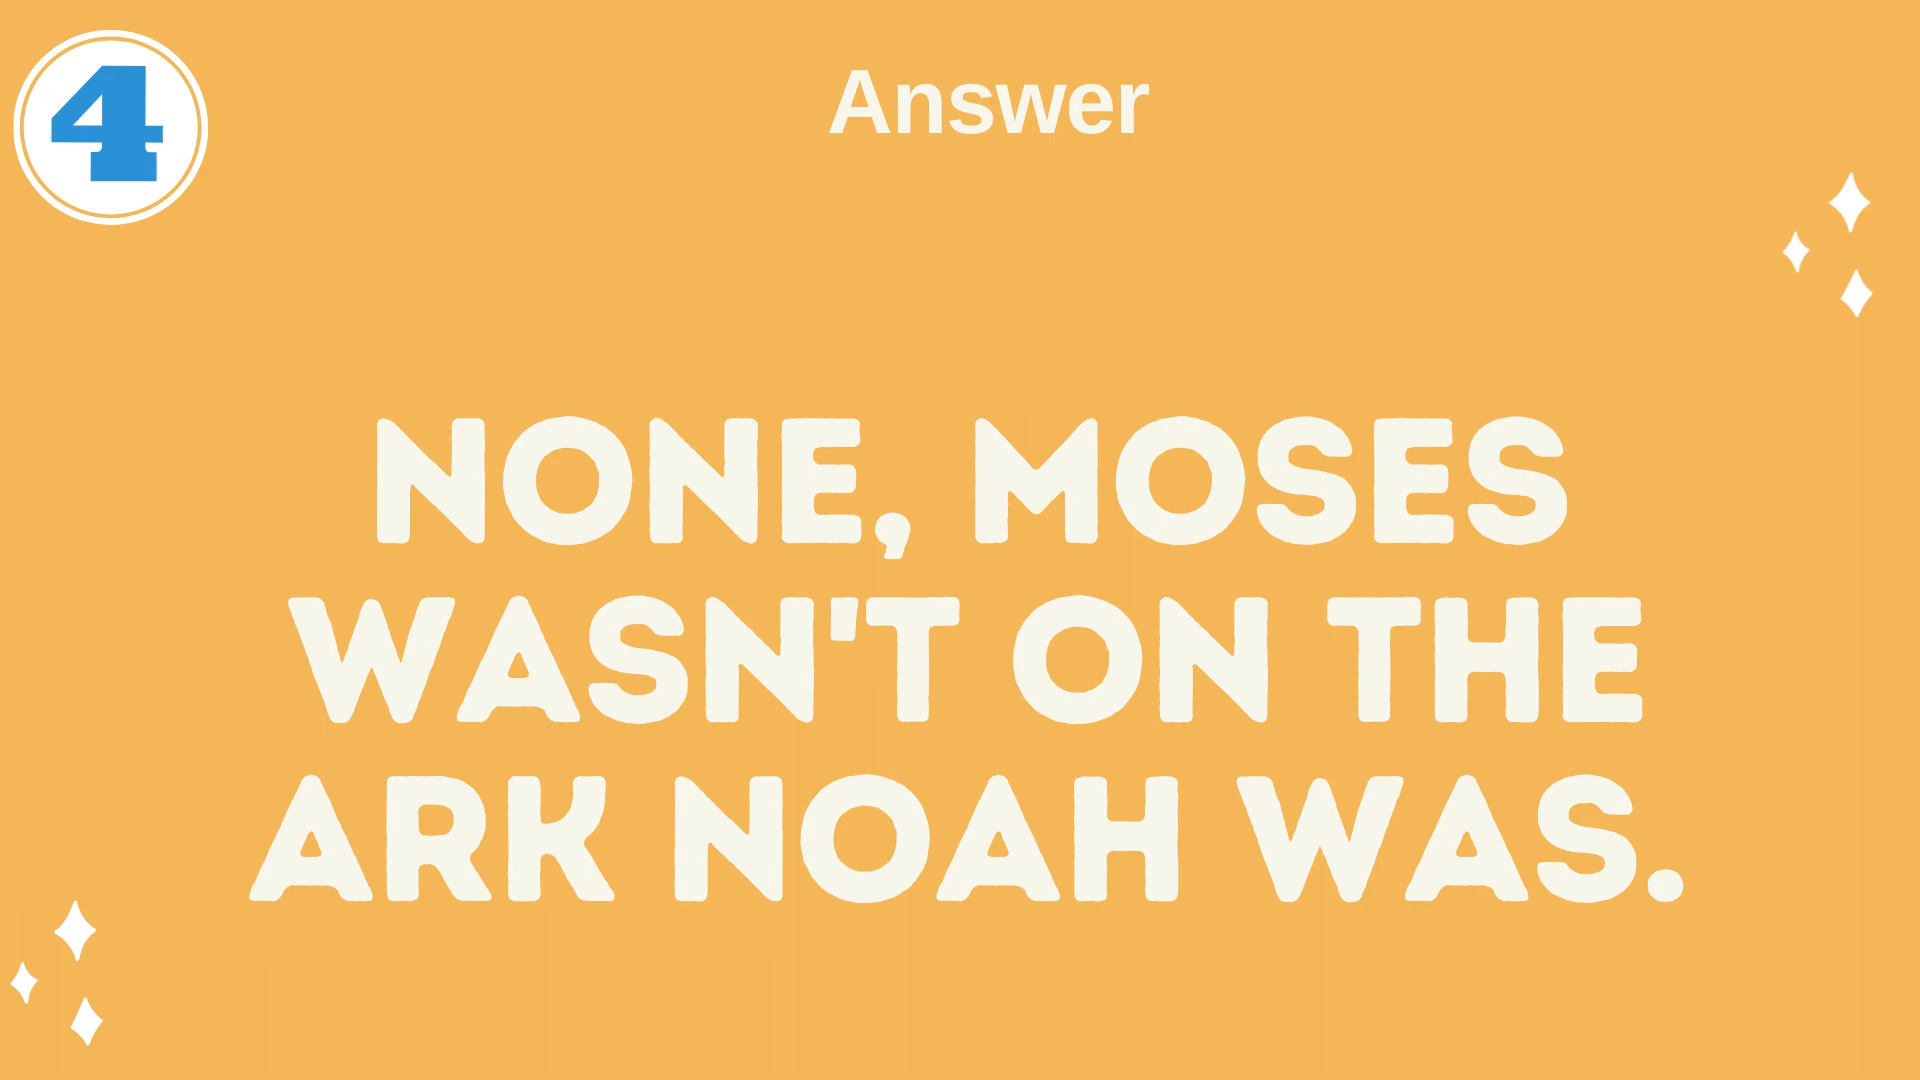 4
Answer
NONE, MOSES
WASN'T ON THE
ARK NOAH WAS.